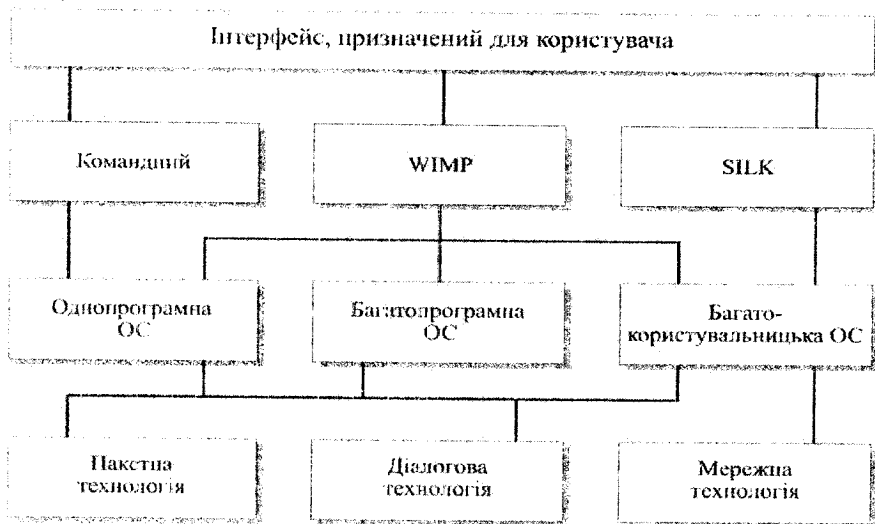 Інтерфейс, призначений для користувача
Командний
WIMP
SILK
Однопрограмна
ОС
Багатопрограмна
ОС
Багато-
користувальницька ОС
Пакетна
технологія
Діалогова
технологія
Мережна
технологія